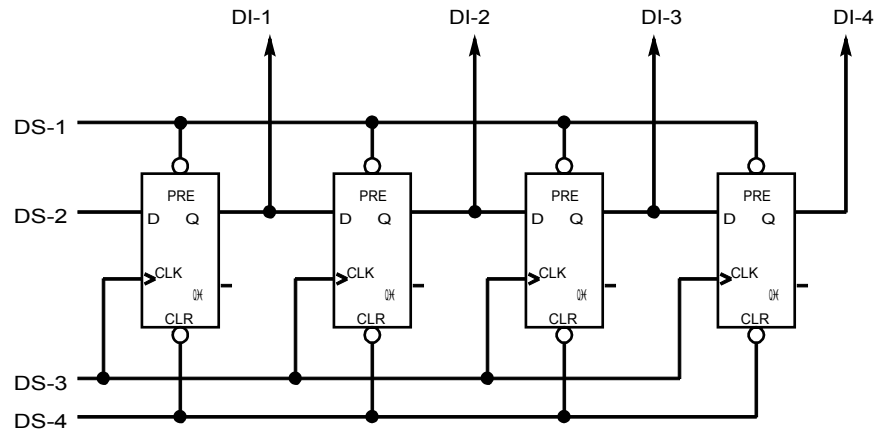 DI-1 DI-2 DI-3 DI-4
DS-1
PRE PRE PRE PRE
DS-2 D Q D Q D Q D Q
CLK CLK CLK CLK
CLR CLR CLR CLR
DS-3
DS-4